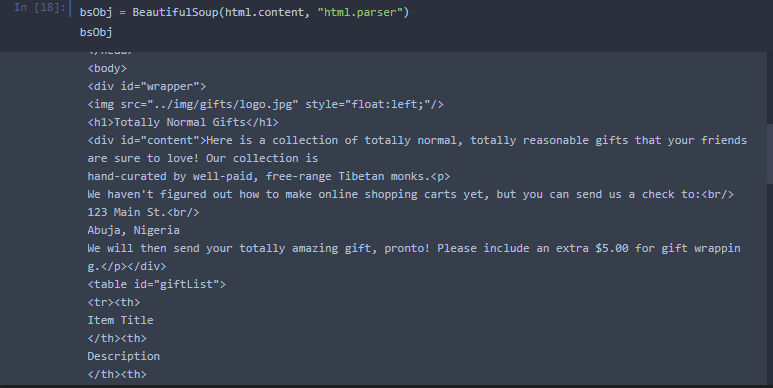 In [18]: bsObj = BeautifulSoup(html.content, "html.parser")
bsObj
</head>
<body>
<div id="wrapper">
<img src="../img/gifts/logo.jpg" style="float:left;"/>
<h1>Totally Normal Gifts</h1>
<div id="content">Here is a collection of totally normal, totally reasonable gifts that your friends
are sure to love! Our collection is
hand-curated by well-paid, free-range Tibetan monks.<p>
We haven't figured out how to make online shopping carts yet, but you can send us a check to:<br/>
123 Main St.<br/>
Abuja, Nigeria
We will then send your totally amazing gift, pronto! Please include an extra $5.00 for gift wrappin
g.</p></div>
<table id="giftList">
<tr><th>
Item Title
</th><th>
Description
</th><th>